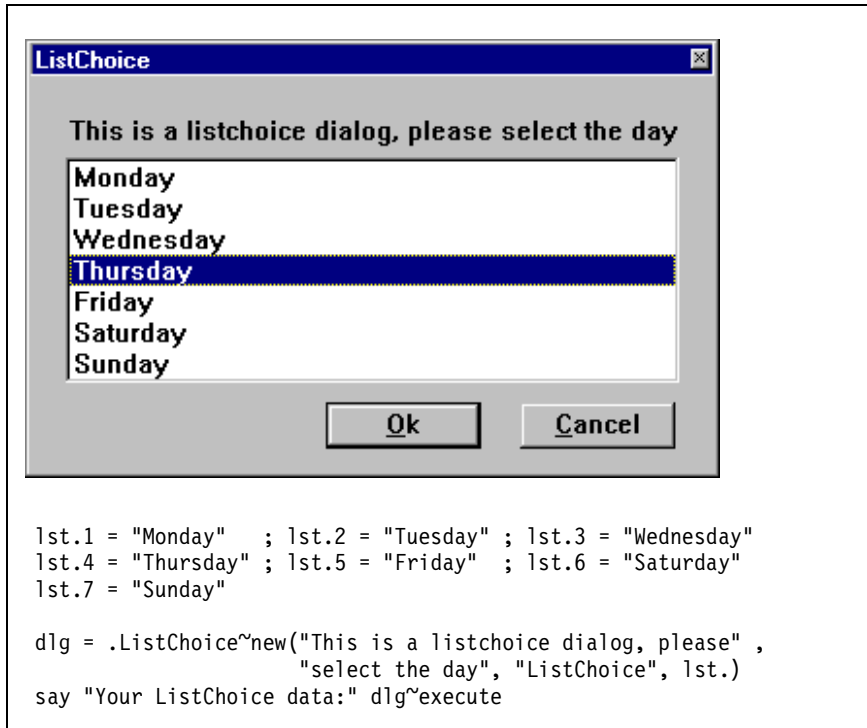 ListChoice
This is a listchoice dialog, please select the day
Monday
Tuesday
Wednesday
Thursday
Friday
Saturday
Sunday
Ok
Cancel
lst.1 = "Monday"   ; lst.2 = "Tuesday" ; lst.3 = "Wednesday"
lst.4 = "Thursday" ; lst.5 = "Friday"  ; lst.6 = "Saturday"
lst.7 = "Sunday"
dlg = .ListChoice~new("This is a listchoice dialog, please" ,
"select the day", "ListChoice", lst.)
say "Your ListChoice data:" dlg~execute